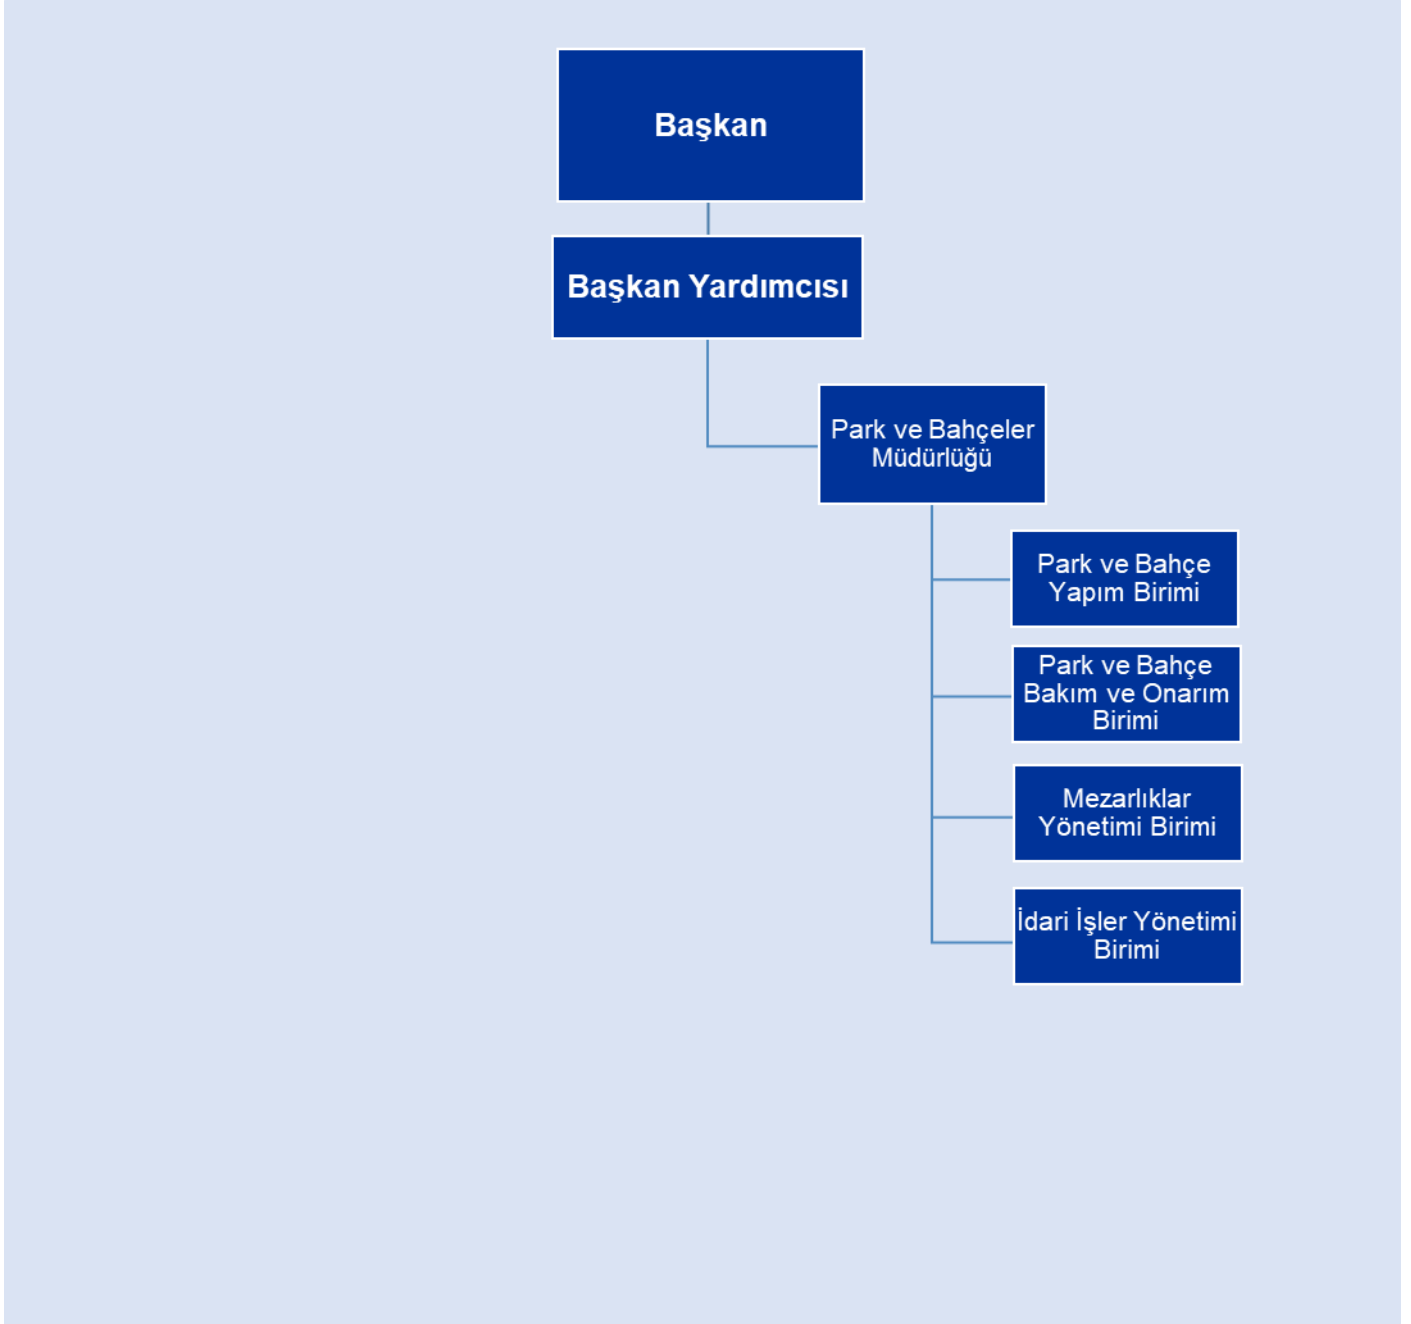 Başkan
Başkan Yardımcısı
Park ve Bahçeler
Müdürlüğü
Park ve Bahçe
Yapım Birimi
Park ve Bahçe
Bakım ve Onarım
Birimi
Mezarlıklar
Yönetimi Birimi
İdari İşler Yönetimi
Birimi